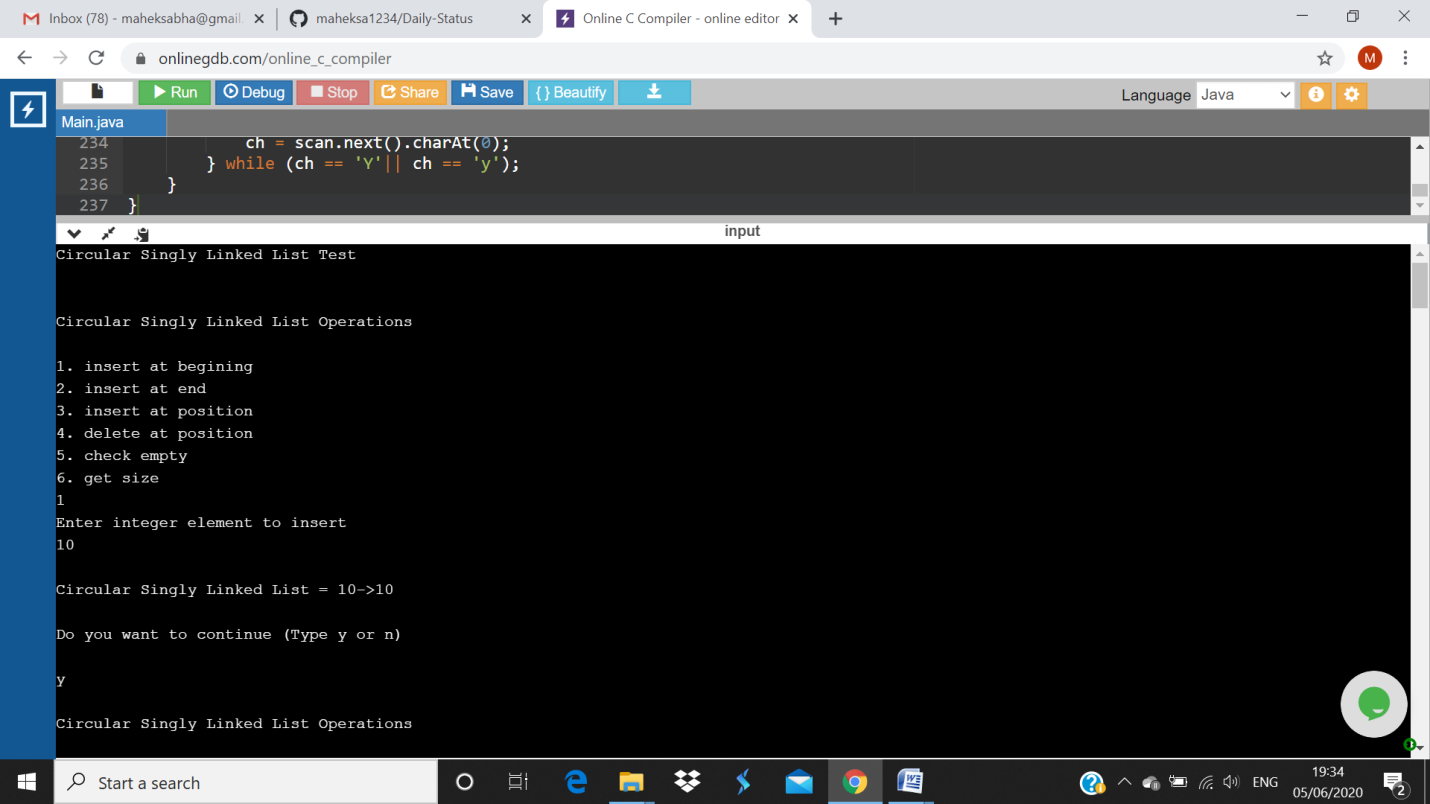 Inbox (78) - maheksabha@gmail.
maheksa1234/Daily-Status
Online C Compiler - online editor
onlinegdb.com/online_c_compiler
M
Run
Debug
Stop
Share
Save
{ } Beautify
Language
Java
Main.java
234 ch = scan.next().charAt(0);
235 } while (ch == 'Y'|| ch == 'y');
236 }
237 }
input
Circular Singly Linked List Test
Circular Singly Linked List Operations
1. insert at begining
2. insert at end
3. insert at position
4. delete at position
5. check empty
6. get size
1
Enter integer element to insert
10
Circular Singly Linked List = 10->10
Do you want to continue (Type y or n)
y
Circular Singly Linked List Operations
Start a search
ENG
19:34
05/06/2020
2